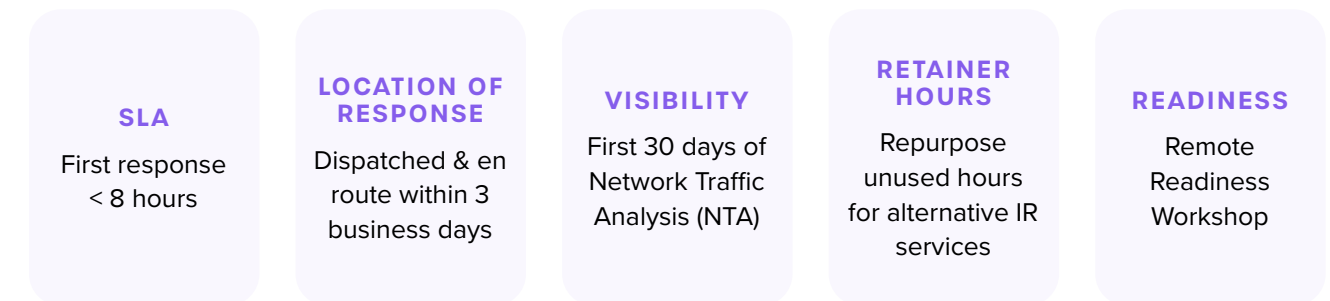 SLA
First response
< 8 hours
LOCATION OF
RESPONSE
Dispatched & en
route within 3
business days
VISIBILITY
First 30 days of
Network Traffic
Analysis (NTA)
RETAINER
HOURS
Repurpose
unused hours
for alternative IR
services
READINESS
Remote
Readiness
Workshop